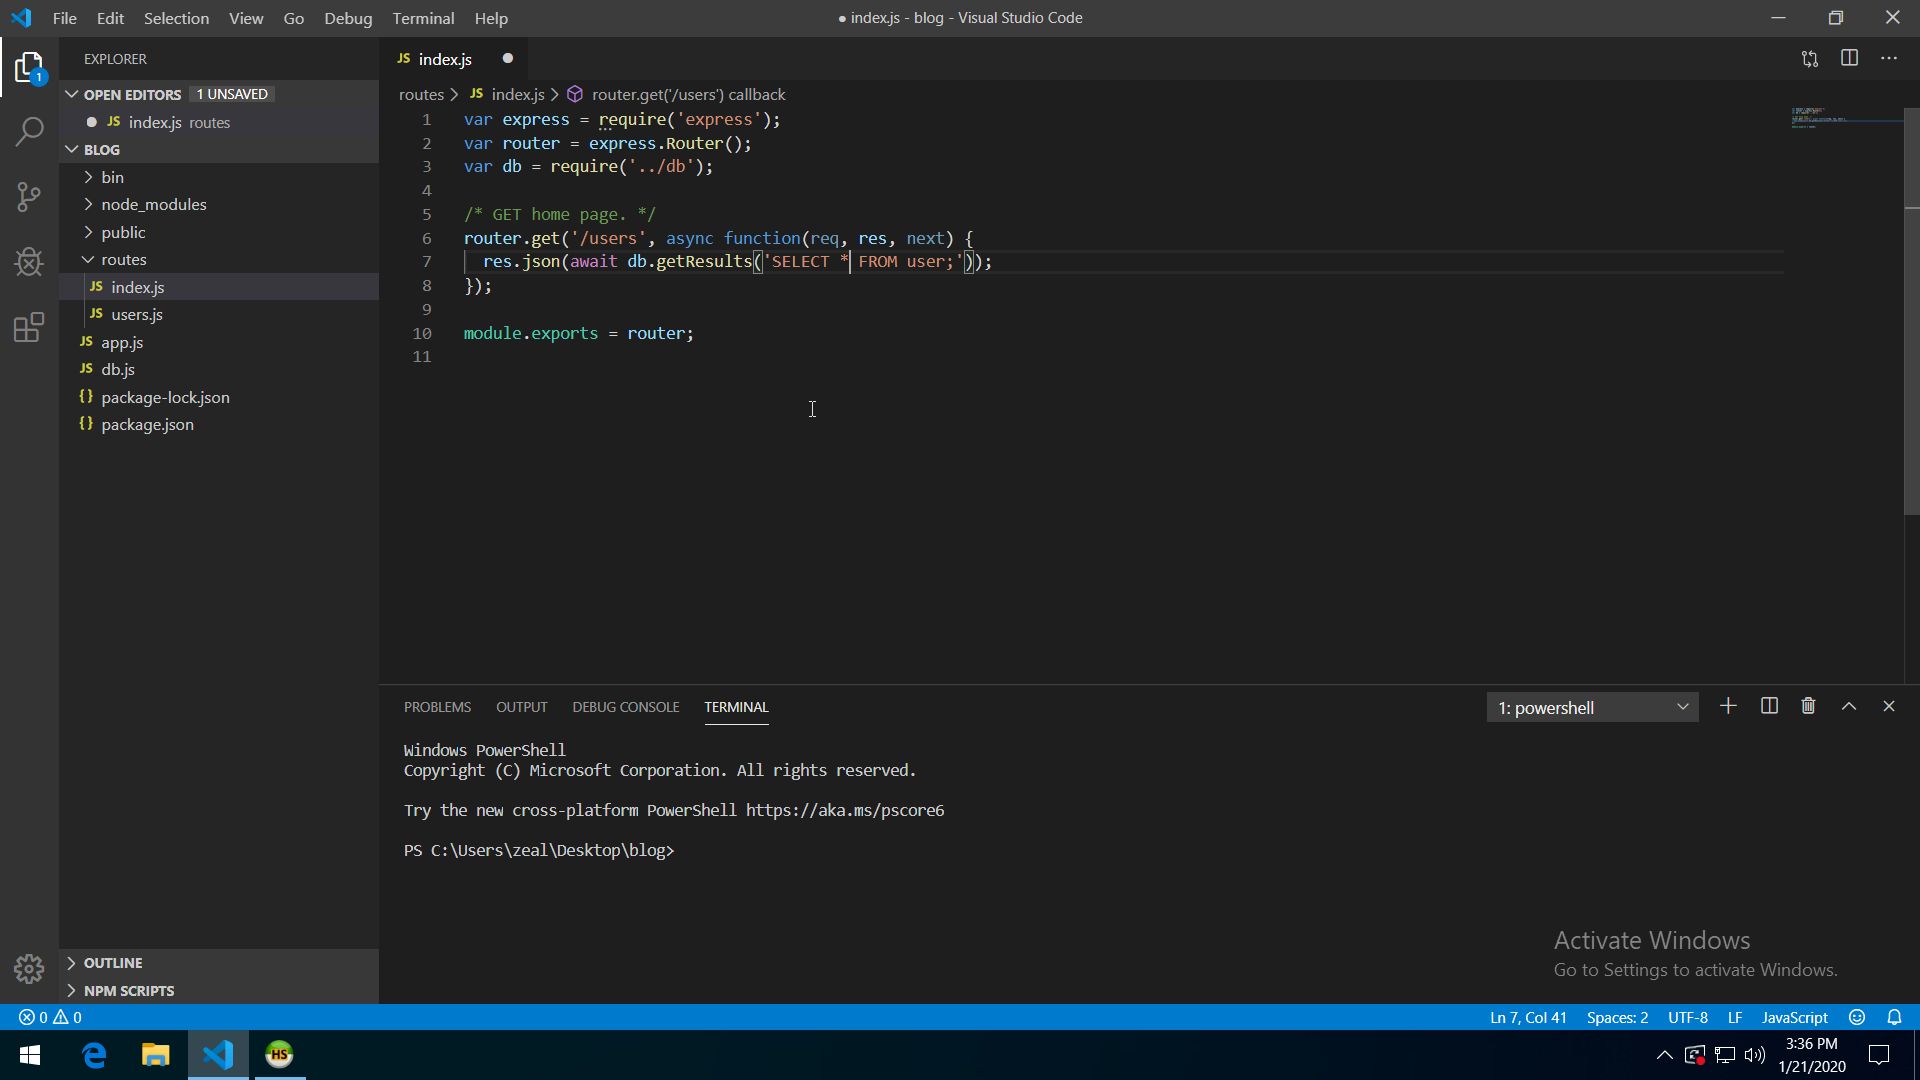 File Edit Selection View Go Debug Terminal Help
● index.js - blog - Visual Studio Code
EXPLORER
1
OPEN EDITORS 1 UNSAVED
JS index.js routes
BLOG
bin
node_modules
public
routes
JS index.js
JS users.js
JS app.js
JS db.js
{} package-lock.json
{} package.json
OUTLINE
NPM SCRIPTS
JS index.js
routes > JS index.js > router.get('/users') callback
1 var express = require('express');
2 var router = express.Router();
3 var db = require('../db');
4
5 /* GET home page. */
6 router.get('/users', async function(req, res, next) {
7 res.json(await db.getResults('SELECT * FROM user;'));
8 });
9
10 module.exports = router;
11
PROBLEMS OUTPUT DEBUG CONSOLE TERMINAL
1: powershell
Windows PowerShell
Copyright (C) Microsoft Corporation. All rights reserved.
Try the new cross-platform PowerShell https://aka.ms/pscore6
PS C:\Users\zeal\Desktop\blog>
Activate Windows
Go to Settings to activate Windows.
0 0
Ln 7, Col 41 Spaces: 2 UTF-8 LF JavaScript
HS
3:36 PM
1/21/2020